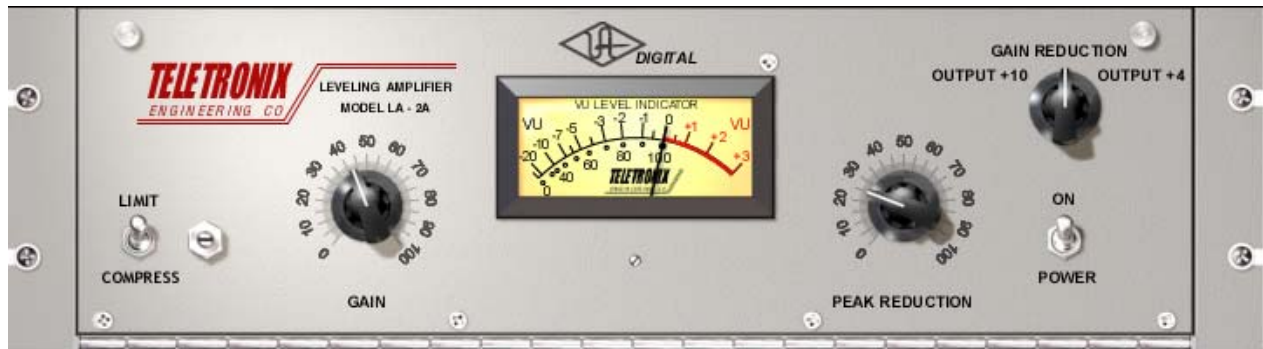 DIGITAL
TELETRONIX
ENGINEERING CO
LEVELING AMPLIFIER
MODEL LA - 2A
VU LEVEL INDICATOR
VU
-20 -10 -7 -5 -3 -2 -1 0 +1 +2 +3
VU
0 40 60 80 100
TELETRONIX
GAIN REDUCTION
OUTPUT +10
OUTPUT +4
0 10 20 30 40 50 60 70 80 90 100
GAIN
0 10 20 30 40 50 60 70 80 90 100
PEAK REDUCTION
LIMIT
COMPRESS
ON
POWER